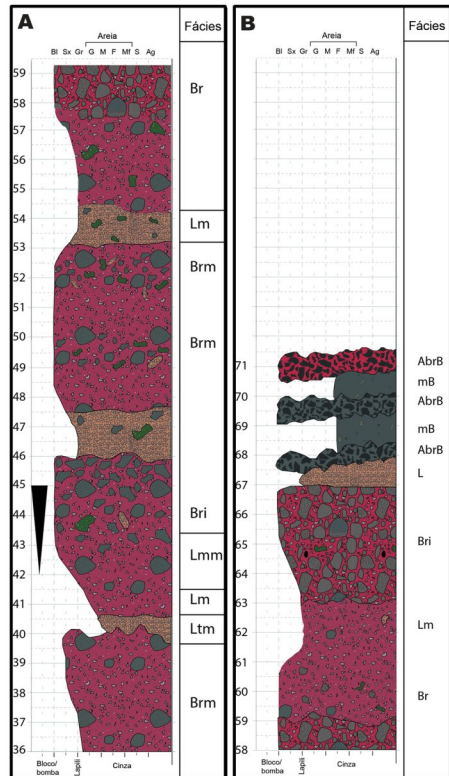 A
Areia
Fácies
Bl Sx Gr G M F Mf S Ag
59
58
Br
57
56
55
54
Lm
53
52
Brm
51
50
Brm
49
48
47
46
45
44
Bri
43
Lmm
42
Lm
41
40
Ltm
39
38
Brm
37
36
Bloco/
bomba
Lapili
Cinza
B
Areia
Fácies
Bl Sx Gr G M F Mf S Ag
71
AbrB
mB
70
AbrB
69
mB
68
AbrB
L
67
66
Bri
65
64
63
Lm
62
61
60
Br
59
58
Bloco/
bomba
Lapili
Cinza